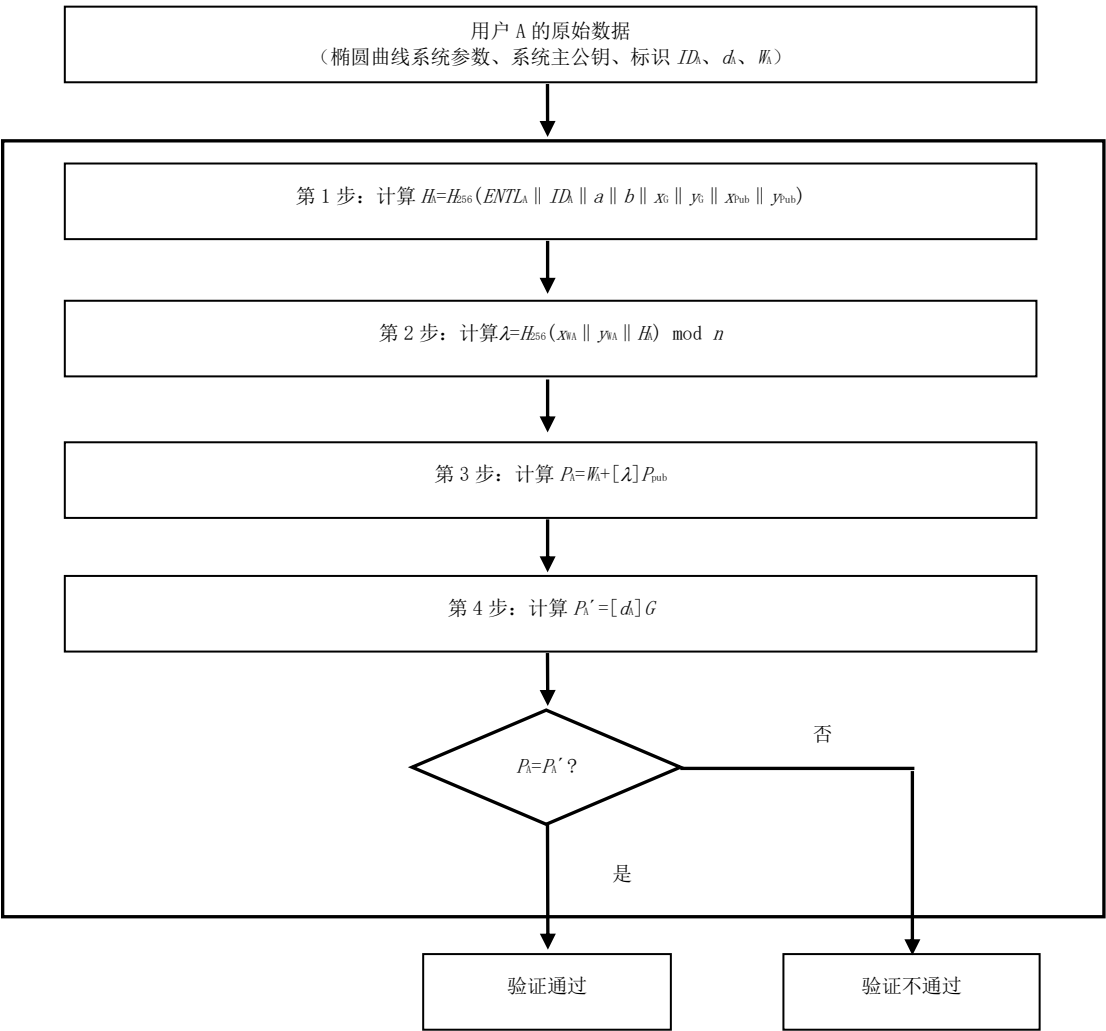 用户 A 的原始数据
（椭圆曲线系统参数、系统主公钥、标识 IDA、dA、WA）
第 1 步：计算 HA=H256(ENTLA‖IDA‖a‖b‖xG‖yG‖xPub‖yPub)
第 2 步：计算λ=H256(xWA‖yWA‖HA) mod n
第 3 步：计算 PA=WA+[λ]Ppub
第 4 步：计算 PA′=[dA]G
PA=PA′?
否
是
验证通过
验证不通过